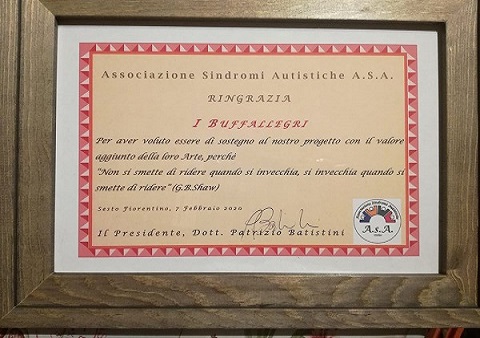 Associazione Sindromi Autistiche A.S.A.
RINGRAZIA
I BUFFALLEGRI
Per aver voluto essere di sostegno al nostro progetto con il valore
aggiunto della loro Arte, perché
"Non si smette di ridere quando si invecchia, si invecchia quando si
smette di ridere" (G.B.Shaw)
Sesto Fiorentino, 7 Febbraio 2020
Il Presidente, Dott. Patrizio Batistini
A.s.A.